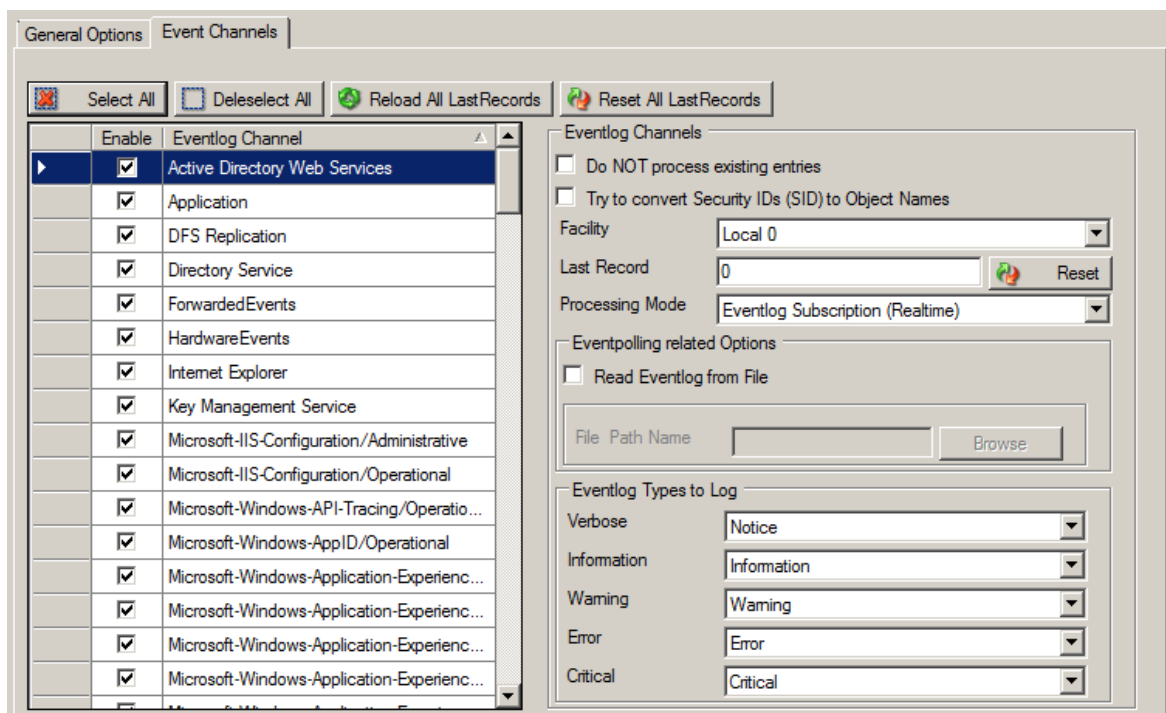 General Options Event Channels
Select All Deleselect All Reload All LastRecords Reset All LastRecords
Enable Eventlog Channel
Active Directory Web Services
Application
DFS Replication
Directory Service
ForwardedEvents
HardwareEvents
Internet Explorer
Key Management Service
Microsoft-IIS-Configuration/Administrative
Microsoft-IIS-Configuration/Operational
Microsoft-Windows-API-Tracing/Operatio...
Microsoft-Windows-AppID/Operational
Microsoft-Windows-Application-Experienc...
Microsoft-Windows-Application-Experienc...
Microsoft-Windows-Application-Experienc...
Microsoft-Windows-Application-Experienc...
Eventlog Channels
Do NOT process existing entries
Try to convert Security IDs (SID) to Object Names
Facility Local 0
Last Record 0 Reset
Processing Mode Eventlog Subscription (Realtime)
Eventpolling related Options
Read Eventlog from File
File Path Name Browse
Eventlog Types to Log
Verbose Notice
Information Information
Warning Warning
Error Error
Critical Critical